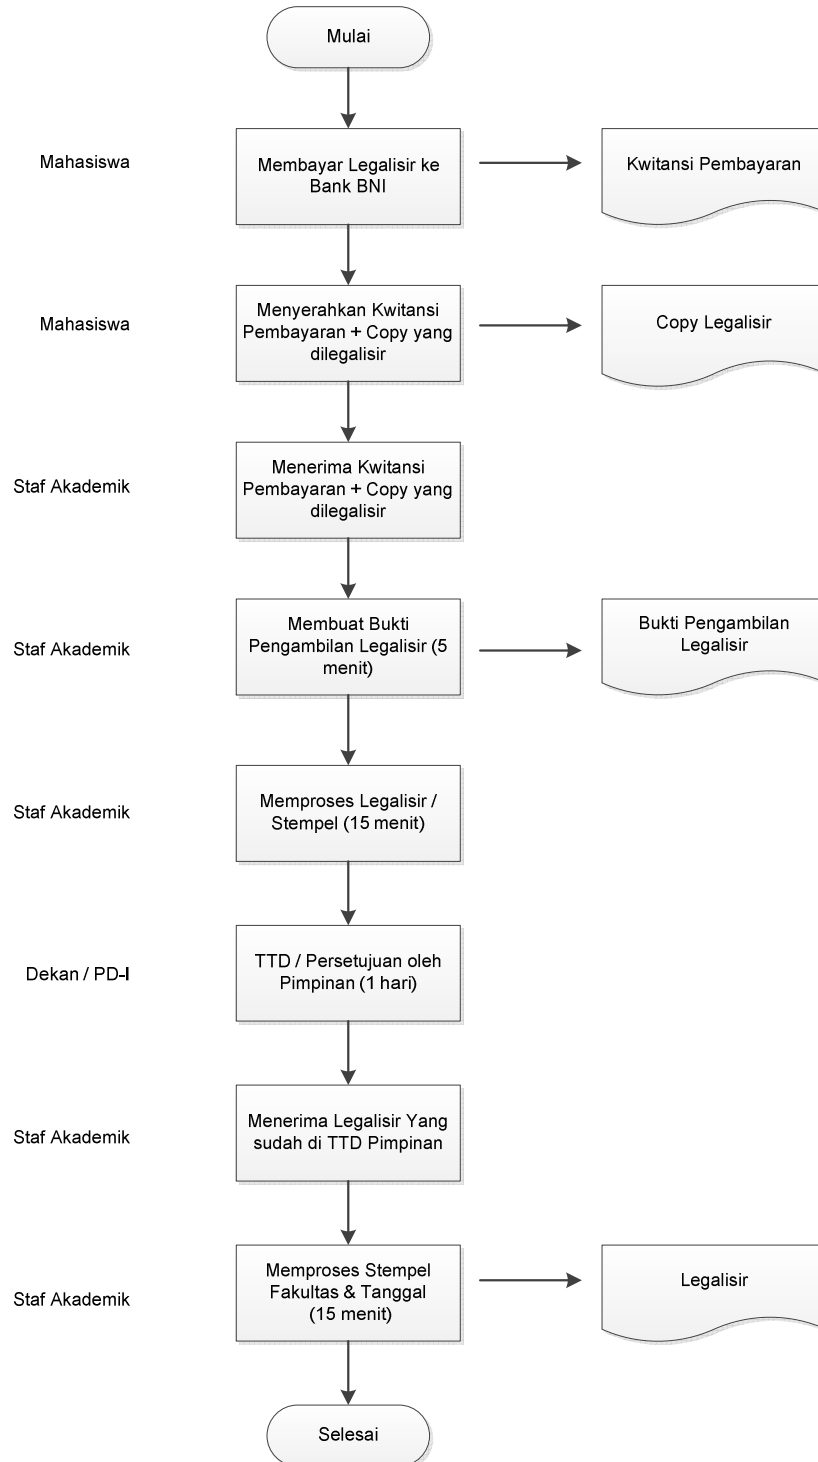 Mulai
Mahasiswa
Membayar Legalisir ke
Bank BNI
Kwitansi Pembayaran
Mahasiswa
Menyerahkan Kwitansi
Pembayaran + Copy yang
dilegalisir
Copy Legalisir
Staf Akademik
Menerima Kwitansi
Pembayaran + Copy yang
dilegalisir
Staf Akademik
Membuat Bukti
Pengambilan Legalisir (5
menit)
Bukti Pengambilan
Legalisir
Staf Akademik
Memproses Legalisir /
Stempel (15 menit)
Dekan / PD-I
TTD / Persetujuan oleh
Pimpinan (1 hari)
Staf Akademik
Menerima Legalisir Yang
sudah di TTD Pimpinan
Staf Akademik
Memproses Stempel
Fakultas & Tanggal
(15 menit)
Legalisir
Selesai